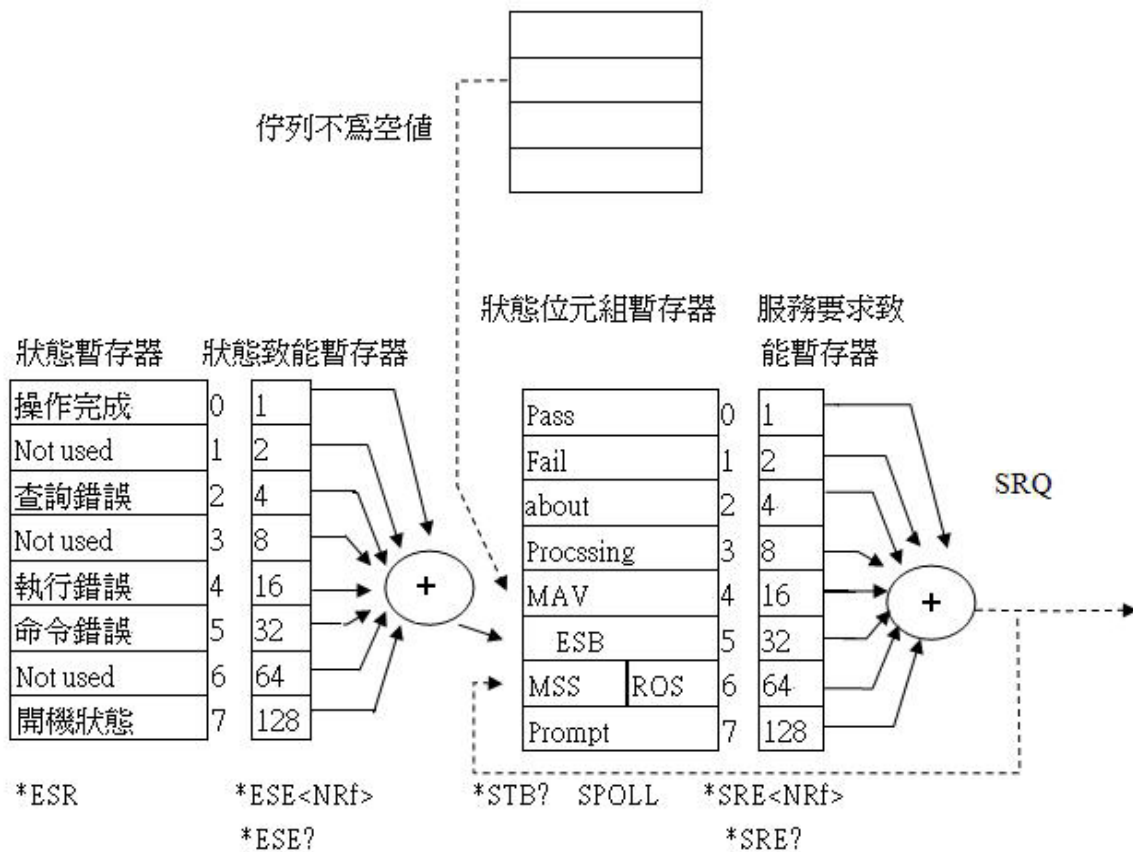 佇列不為空值
狀態位元組暫存器
服務要求致
能暫存器
狀態暫存器 狀態致能暫存器
操作完成 0 1
Not used 1 2
查詢錯誤 2 4
Not used 3 8
執行錯誤 4 16
命令錯誤 5 32
Not used 6 64
開機狀態 7 128
+
Pass 0 1
Fail 1 2
about 2 4
Procssing 3 8
MAV 4 16
ESB 5 32
MSS ROS 6 64
Prompt 7 128
+
SRQ
*ESR *ESE<NRf> *STB? SPOLL *SRE<NRf>
*ESE? *SRE?